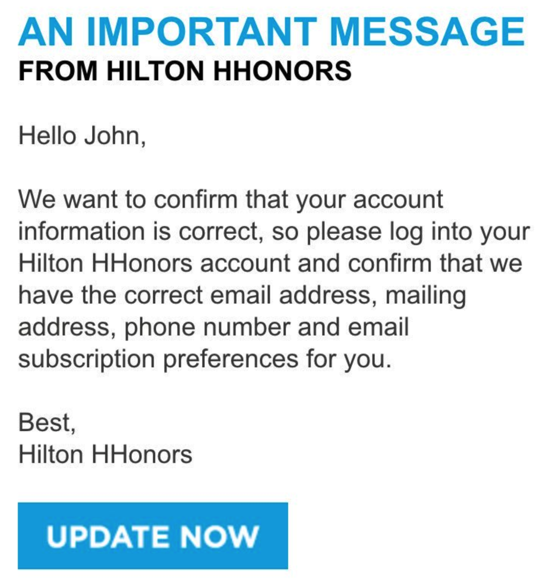 AN IMPORTANT MESSAGE
FROM HILTON HHONORS
Hello John,
We want to confirm that your account
information is correct, so please log into your
Hilton HHonors account and confirm that we
have the correct email address, mailing
address, phone number and email
subscription preferences for you.
Best,
Hilton HHonors
UPDATE NOW